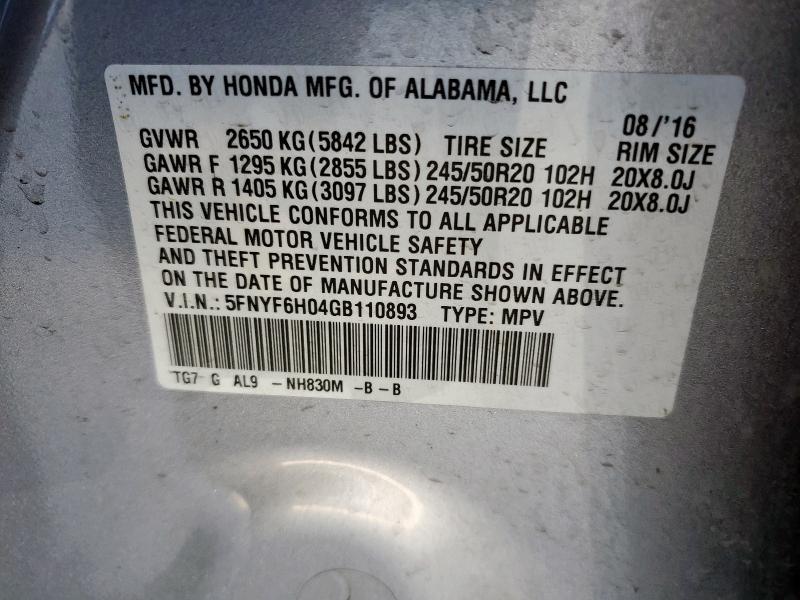 MFD. BY HONDA MFG. OF ALABAMA, LLC
08/'16
GVWR 2650 KG(5842 LBS) TIRE SIZE RIM SIZE
GAWR F 1295 KG(2855 LBS) 245/50R20 102H 20X8.0J
GAWR R 1405 KG(3097 LBS) 245/50R20 102H 20X8.0J
THIS VEHICLE CONFORMS TO ALL APPLICABLE
FEDERAL MOTOR VEHICLE SAFETY
AND THEFT PREVENTION STANDARDS IN EFFECT
ON THE DATE OF MANUFACTURE SHOWN ABOVE.
V.I.N.: 5FNYF6H04GB110893 TYPE: MPV
TG7 G AL9 -NH830M -B-B